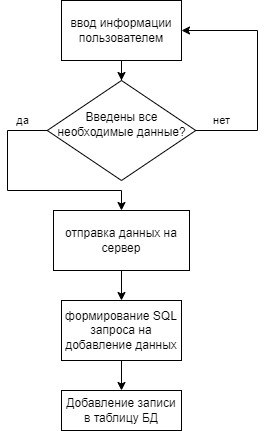 ввод информации
пользователем
Введены все
необходимые данные?
да
нет
отправка данных на
сервер
формирование SQL
запроса на
добавление данных
Добавление записи
в таблицу БД